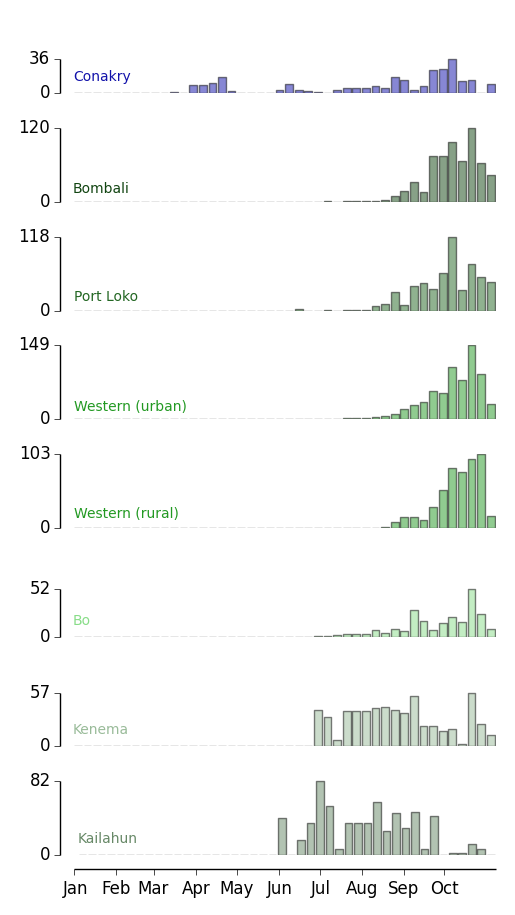 36
Conakry
0
120
Bombali
0
118
Port Loko
0
149
Western (urban)
0
103
Western (rural)
0
52
Bo
0
57
Kenema
0
82
Kailahun
0
Jan Feb Mar Apr May Jun Jul Aug Sep Oct